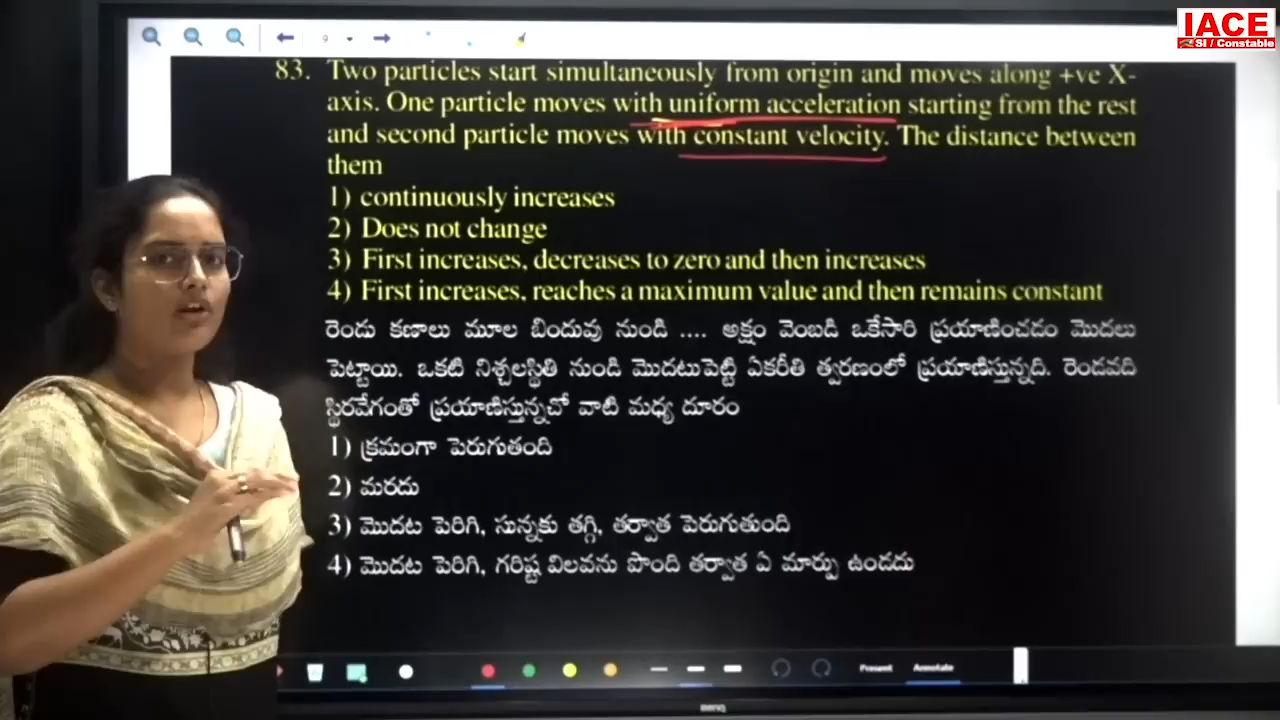 IACE
SI / Constable
9
83. Two particles start simultaneously from origin and moves along +ve X-
axis. One particle moves with uniform acceleration starting from the rest
and second particle moves with constant velocity. The distance between
them
1) continuously increases
2) Does not change
3) First increases, decreases to zero and then increases
4) First increases, reaches a maximum value and then remains constant
రెండు కణాలు మూల బిందువు నుండి .... అక్షం వెంబడి ఒకేసారి ప్రయాణించడం మొదలు
పెట్టాయి. ఒకటి నిశ్చలస్థితి నుండి మొదటుపెట్టి ఏకరీతి త్వరణంలో ప్రయాణిస్తున్నది. రెండవది
స్థిరవేగంతో ప్రయాణిస్తున్నచో వాటి మధ్య దూరం
1) క్రమంగా పెరుగుతంది
2) మరదు
3) మొదట పెరిగి, సున్నకు తగ్గి, తర్వాత పెరుగుతుంది
4) మొదట పెరిగి, గరిష్ట విలవను పొంది తర్వాత ఏ మార్పు ఉండదు
Present
Annotate
BENQ